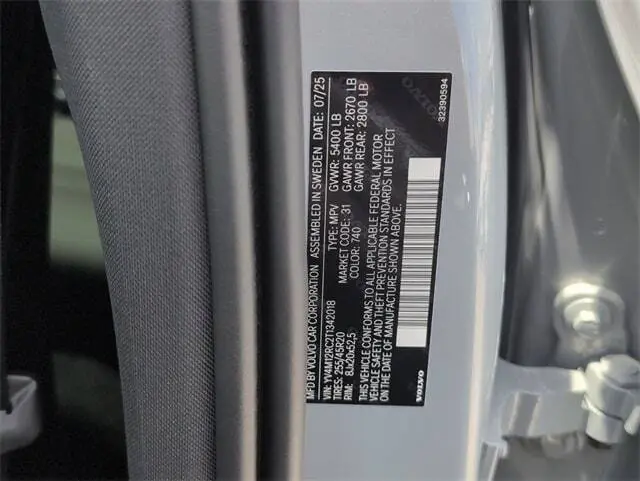 MFD BY VOLVO CAR CORPORATION ASSEMBLED IN SWEDEN DATE: 07/25
VIN: YV4M12RC2T1342018 TYPE: MPV GVWR: 5400 LB
TIRES: 255/45R20 MARKET CODE: 31 GAWR FRONT: 2670 LB
RIM: 8Jx20x52,5 COLOR: 740 GAWR REAR: 2800 LB
THIS VEHICLE CONFORMS TO ALL APPLICABLE FEDERAL MOTOR
VEHICLE SAFETY AND THEFT PREVENTION STANDARDS IN EFFECT
ON THE DATE OF MANUFACTURE SHOWN ABOVE.
VOLVO
32390594